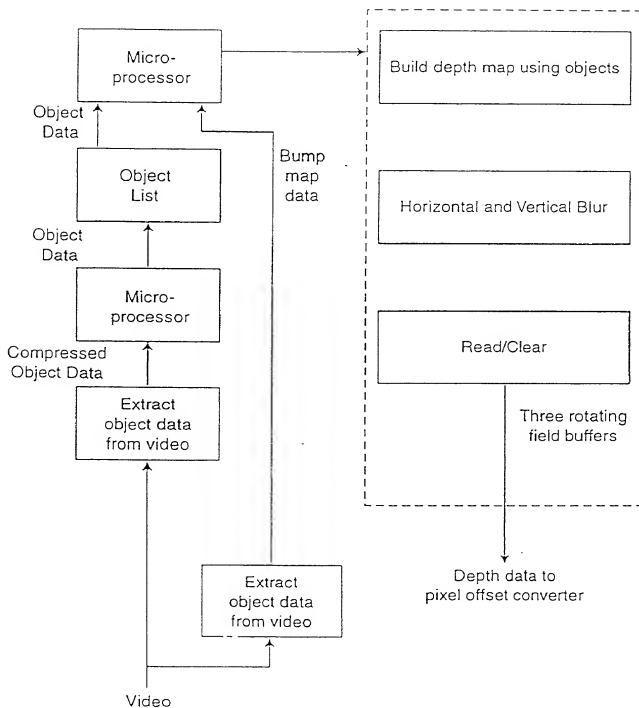 Micro-
processor
Build depth map using objects
Object
Data
Bump
map
data
Object
List
Horizontal and Vertical Blur
Object
Data
Micro-
processor
Read/Clear
Compressed
Object Data
Extract
object data
from video
Three rotating
field buffers
Extract
object data
from video
Depth data to
pixel offset converter
Video